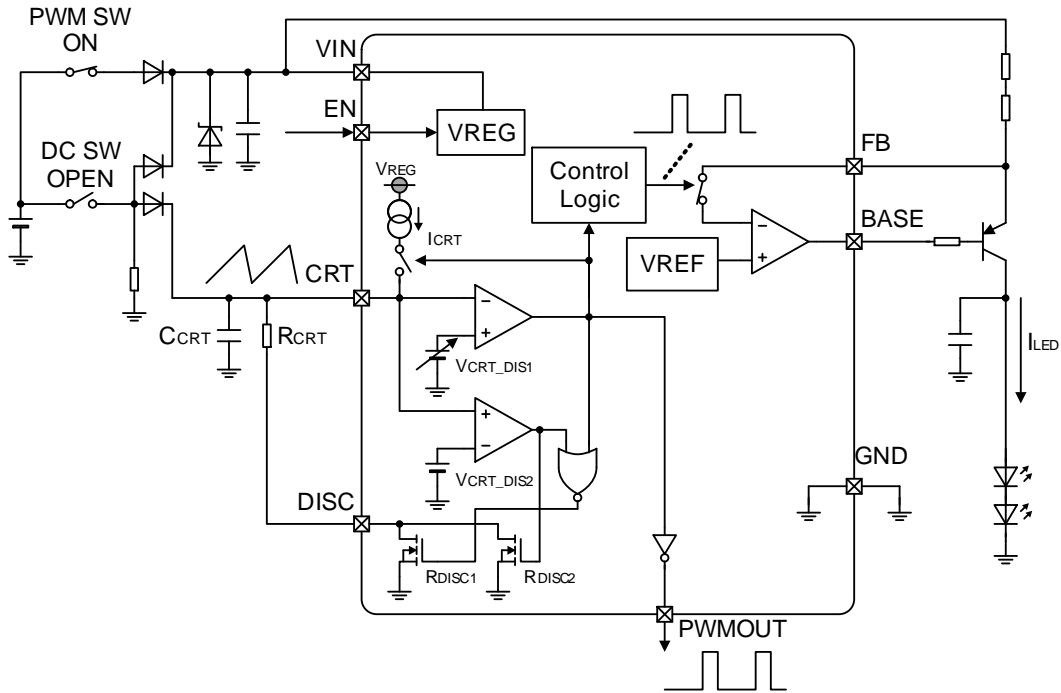 PWM SW
ON
VIN
EN
VREG
DC SW
OPEN
VREG
Control
Logic
FB
BASE
ICRT
VREF
CRT
CCRT
RCRT
VCRT_DIS1
ILED
VCRT_DIS2
GND
DISC
RDISC1
RDISC2
PWMOUT